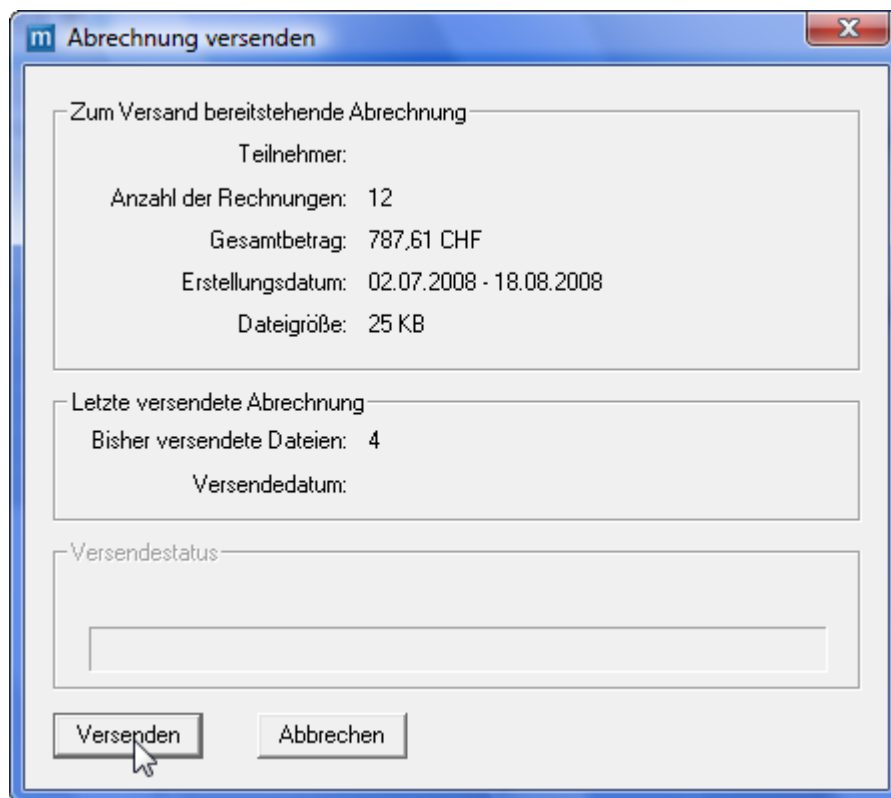 m Abrechnung versenden
Zum Versand bereitstehende Abrechnung
Teilnehmer:
Anzahl der Rechnungen: 12
Gesamtbetrag: 787,61 CHF
Erstellungsdatum: 02.07.2008 - 18.08.2008
Dateigröße: 25 KB
Letzte versendete Abrechnung
Bisher versendete Dateien: 4
Versendedatum:
Versendestatus
Versenden Abbrechen